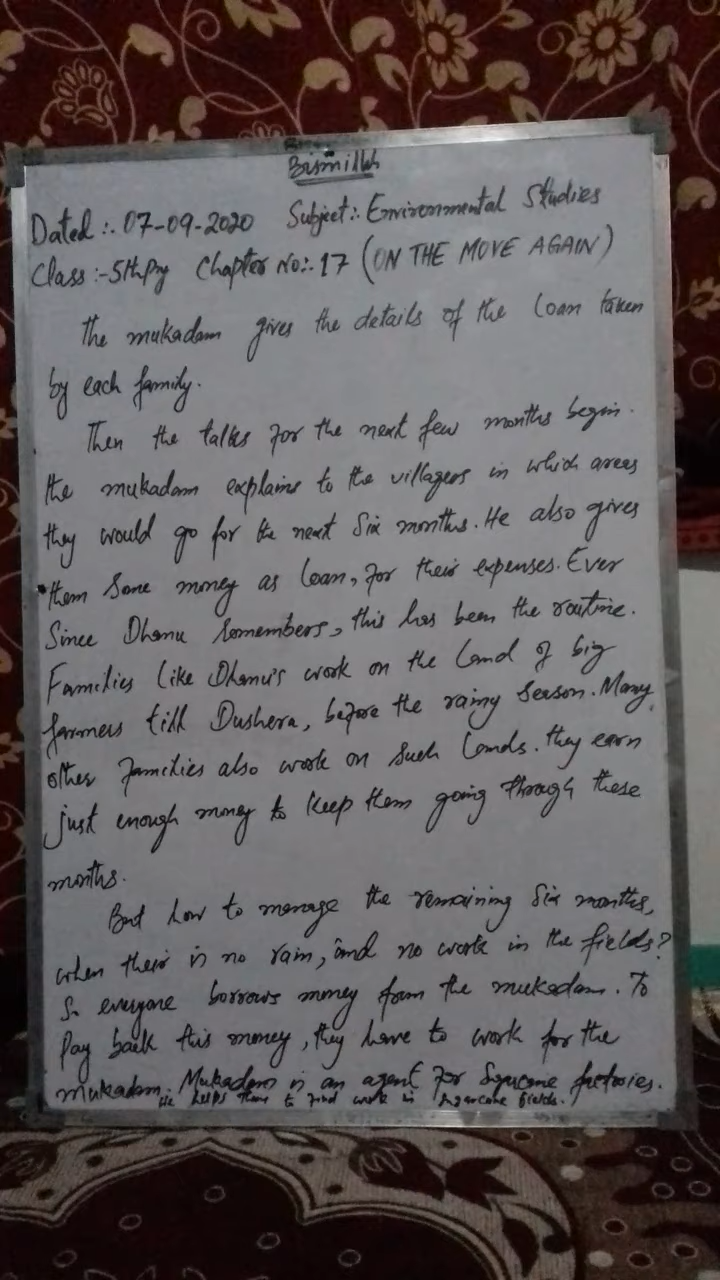 Bismillh
Dated :. 07-09-2020 Subject:. Environmental Studies
Class :- 5th Pry Chapter No:. 17 (ON THE MOVE AGAIN)
The mukadam gives the details of the loan taken
by each family.
Then the talks for the next few months begin.
the mukadam explains to the villagers in which areas
they would go for the next six months. He also gives
them some money as loan, for their expenses. Ever
Since Dhanu remembers, this has been the routine.
Families like Dhanu's work on the land of big
farmers till Dushera, before the rainy season. Many
other families also work on such lands. they earn
just enough money to keep them going through these
months.
But how to manage the remaining six months,
when their is no rain, and no work in the fields?
So everyone borrows money from the mukadam. To
Pay back this money, they have to work for the
mukadam. Mukadam is an agent for Sgucane factories.
He helps them to find work in sugarcane fields.